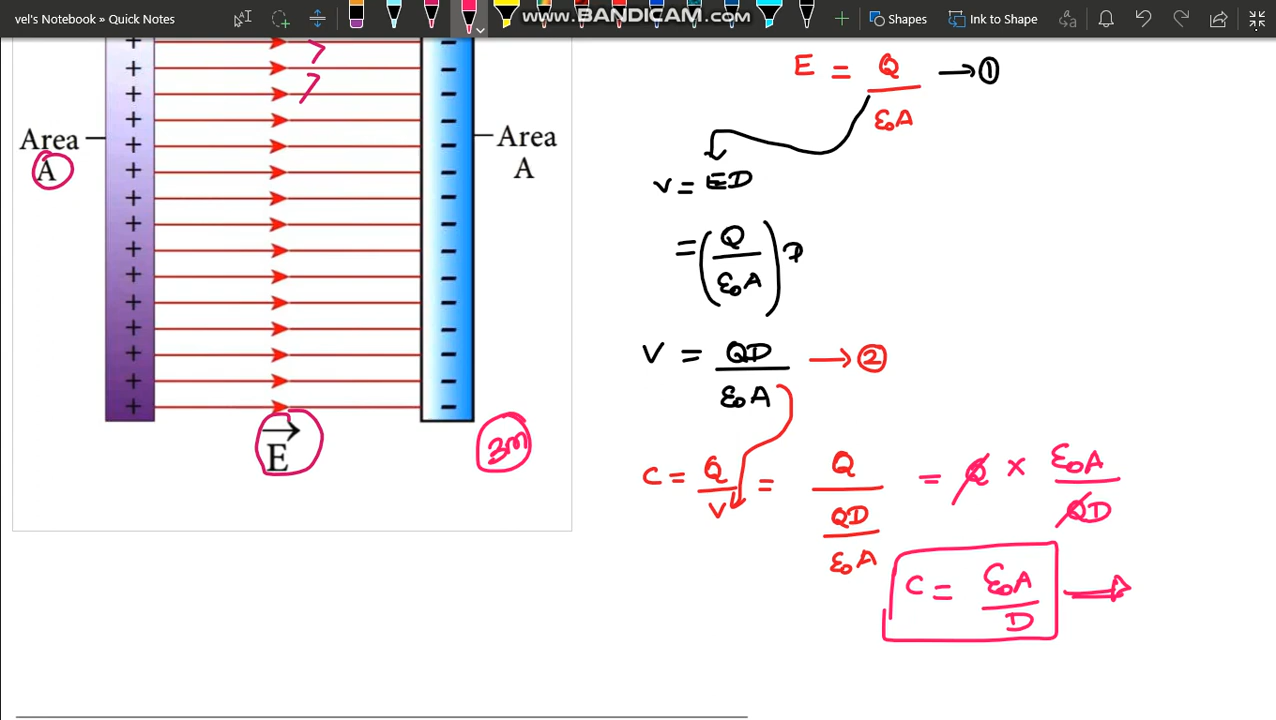 vel's Notebook » Quick Notes
www.BANDICAM.com
Shapes
Ink to Shape
Area
A
Area
A
E
3m
E = Q/ε₀A → ①
V = ED
= (Q/ε₀A)
V = QD/ε₀A → ②
C = Q/V = Q/(QD/ε₀A) = Q × ε₀A/QD
C = ε₀A/D →